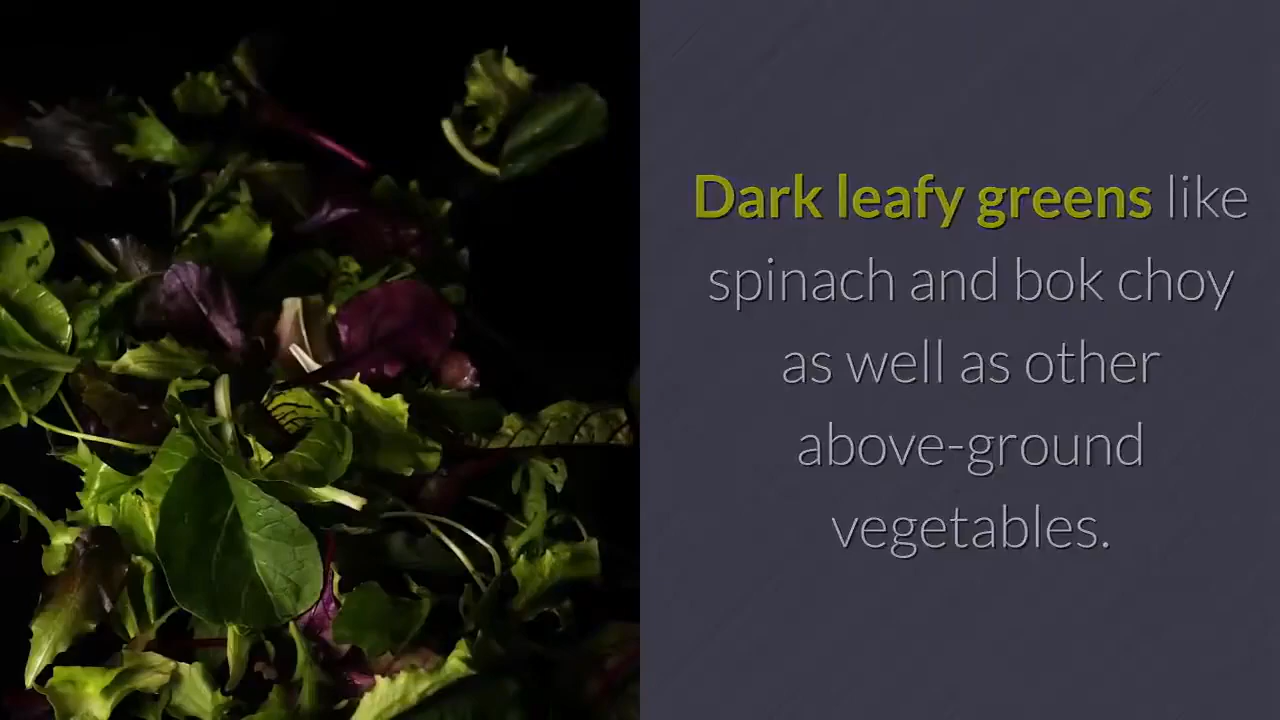 Dark leafy greens like
spinach and bok choy
as well as other
above-ground
vegetables.